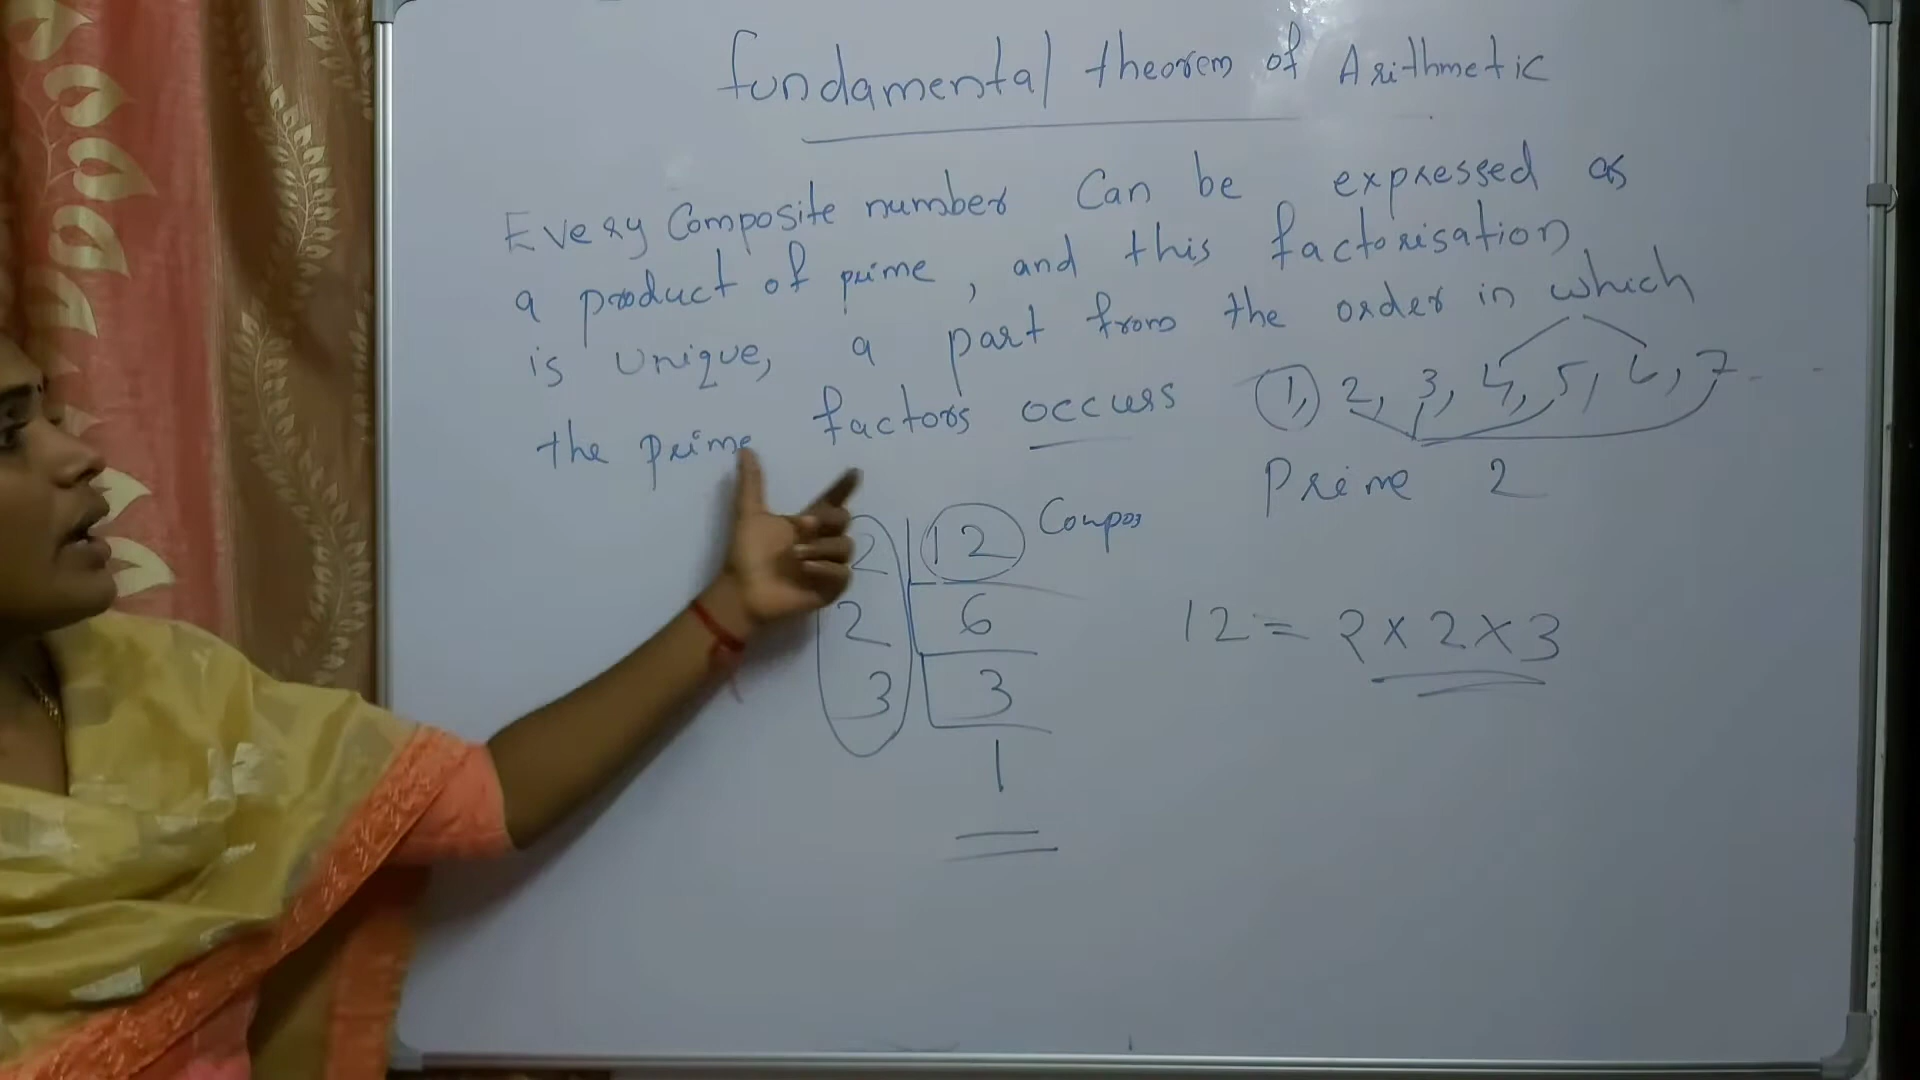 fundamental theorem of Arithmetic
Every Composite number Can be expressed as
a product of prime, and this factorisation
is unique, a part from the order in which
the prime factors occurs
1, 2, 3, 4, 5, 6, 7 - -
Prime 2
2 12 Compos
2 6
3 3
1
12 = 2 x 2 x 3